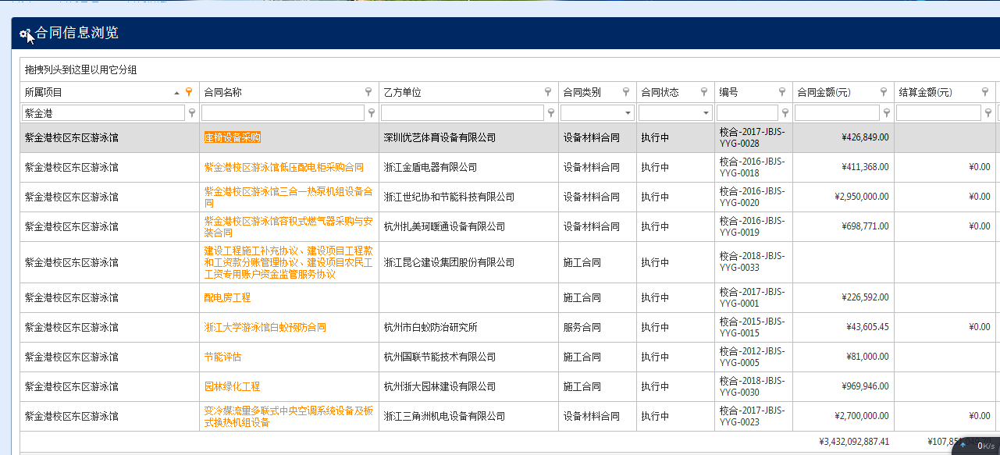 合同信息浏览
拖拽列头到这里以用它分组
所属项目 合同名称 乙方单位 合同类别 合同状态 编号 合同金额(元) 结算金额(元)
紫金港
紫金港校区东区游泳馆 座椅设备采购 深圳优艺体育设备有限公司 设备材料合同 执行中 校合-2017-JBJS-YYG-0028 ¥426,849.00
紫金港校区东区游泳馆 紫金港校区游泳馆低压配电柜采购合同 浙江金盾电器有限公司 设备材料合同 执行中 校合-2016-JBJS-YYG-0018 ¥411,368.00 ¥0.00
紫金港校区东区游泳馆 紫金港校区游泳馆三合一热泵机组设备合同 浙江世纪协和节能科技有限公司 设备材料合同 执行中 校合-2016-JBJS-YYG-0020 ¥2,950,000.00 ¥0.00
紫金港校区东区游泳馆 紫金港校区游泳馆容积式燃气器采购与安装合同 杭州扎美珂暖通设备有限公司 设备材料合同 执行中 校合-2016-JBJS-YYG-0019 ¥698,771.00 ¥0.00
紫金港校区东区游泳馆 建设工程施工补充协议、建设项目工程款和工资款分账管理协议、建设项目农民工工资专用账户资金监管服务协议 浙江昆仑建设集团股份有限公司 施工合同 执行中 校合-2018-JBJS-YYG-0033
紫金港校区东区游泳馆 配电房工程 施工合同 执行中 校合-2017-JBJS-YYG-0001 ¥226,592.00
紫金港校区东区游泳馆 浙江大学游泳馆白蚁预防合同 杭州市白蚁防治研究所 服务合同 执行中 校合-2015-JBJS-YYG-0015 ¥43,605.45 ¥0.00
紫金港校区东区游泳馆 节能评估 杭州国联节能技术有限公司 施工合同 执行中 校合-2012-JBJS-YYG-0005 ¥81,000.00
紫金港校区东区游泳馆 园林绿化工程 杭州浙大园林建设有限公司 施工合同 执行中 校合-2018-JBJS-YYG-0030 ¥969,946.00
紫金港校区东区游泳馆 变冷媒流量多联式中央空调系统设备及板式换热机组设备 浙江三角洲机电设备有限公司 设备材料合同 执行中 校合-2017-JBJS-YYG-0023 ¥2,700,000.00 ¥0.00
¥3,432,092,887.41
0K/s